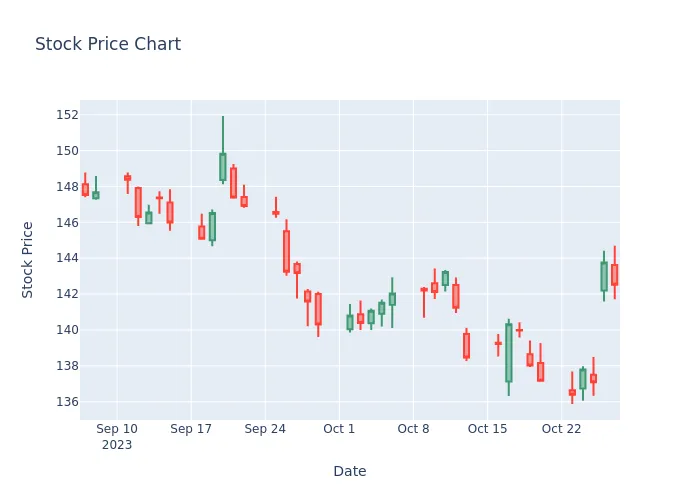 Stock Price Chart
152
150
148
146
144
142
140
138
136
Stock Price
Sep 10
2023
Sep 17
Sep 24
Oct 1
Oct 8
Oct 15
Oct 22
Date